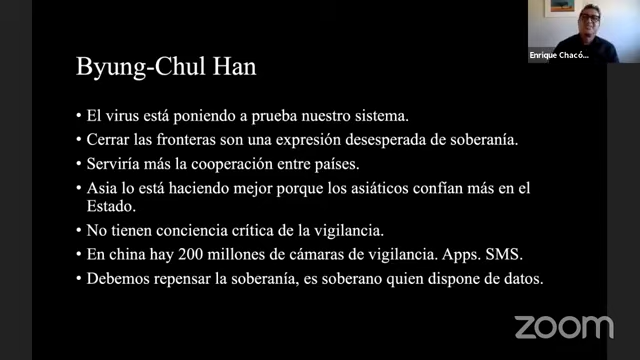 Enrique Chacó...
Byung-Chul Han
• El virus está poniendo a prueba nuestro sistema.
• Cerrar las fronteras son una expresión desesperada de soberanía.
• Serviría más la cooperación entre países.
• Asia lo está haciendo mejor porque los asiáticos confían más en el
Estado.
• No tienen conciencia crítica de la vigilancia.
• En china hay 200 millones de cámaras de vigilancia. Apps. SMS.
• Debemos repensar la soberanía, es soberano quien dispone de datos.
zoom